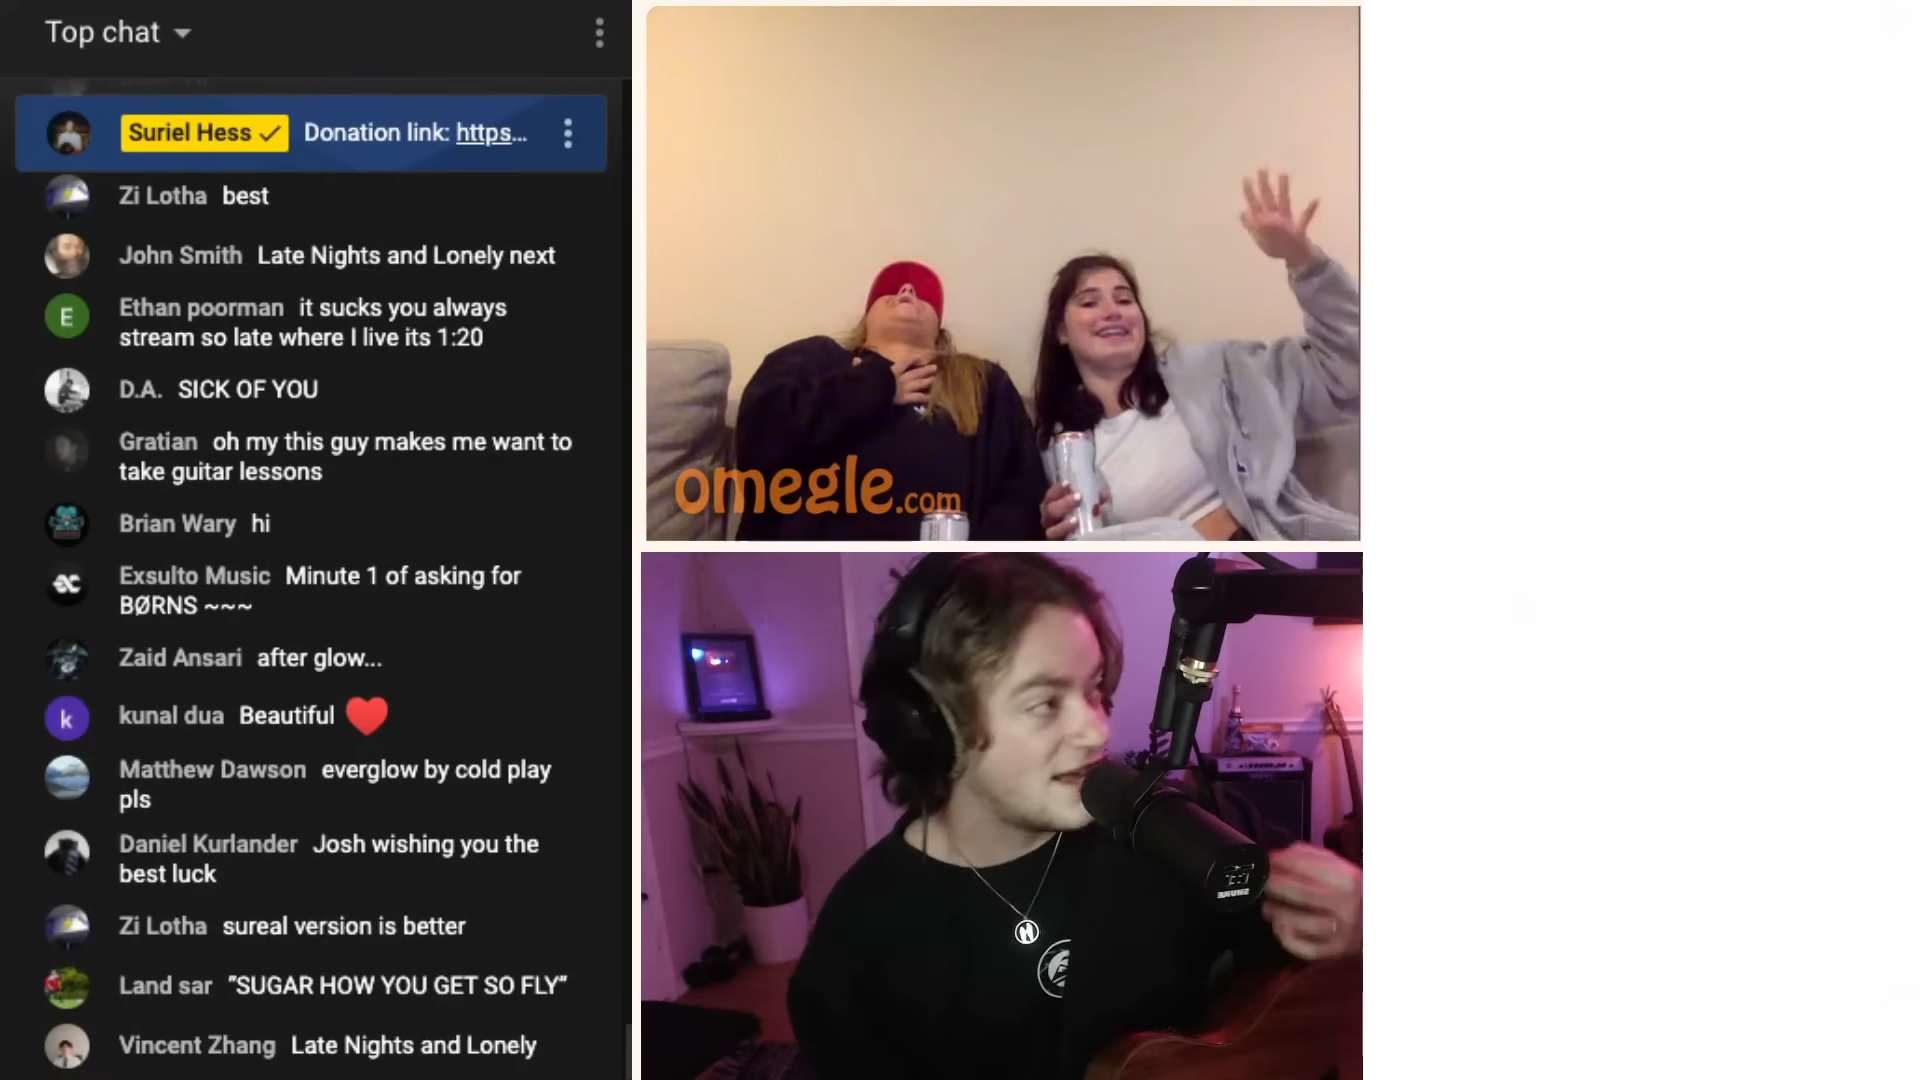 Top chat
Suriel Hess Donation link: https...
Zi Lotha best
John Smith Late Nights and Lonely next
E
Ethan poorman it sucks you always
stream so late where I live its 1:20
D.A. SICK OF YOU
Gratian oh my this guy makes me want to
take guitar lessons
Brian Wary hi
Exsulto Music Minute 1 of asking for
BØRNS ~~~
Zaid Ansari after glow...
k
kunal dua Beautiful
Matthew Dawson everglow by cold play
pls
Daniel Kurlander Josh wishing you the
best luck
Zi Lotha sureal version is better
Land sar "SUGAR HOW YOU GET SO FLY"
Vincent Zhang Late Nights and Lonely
omegle.com